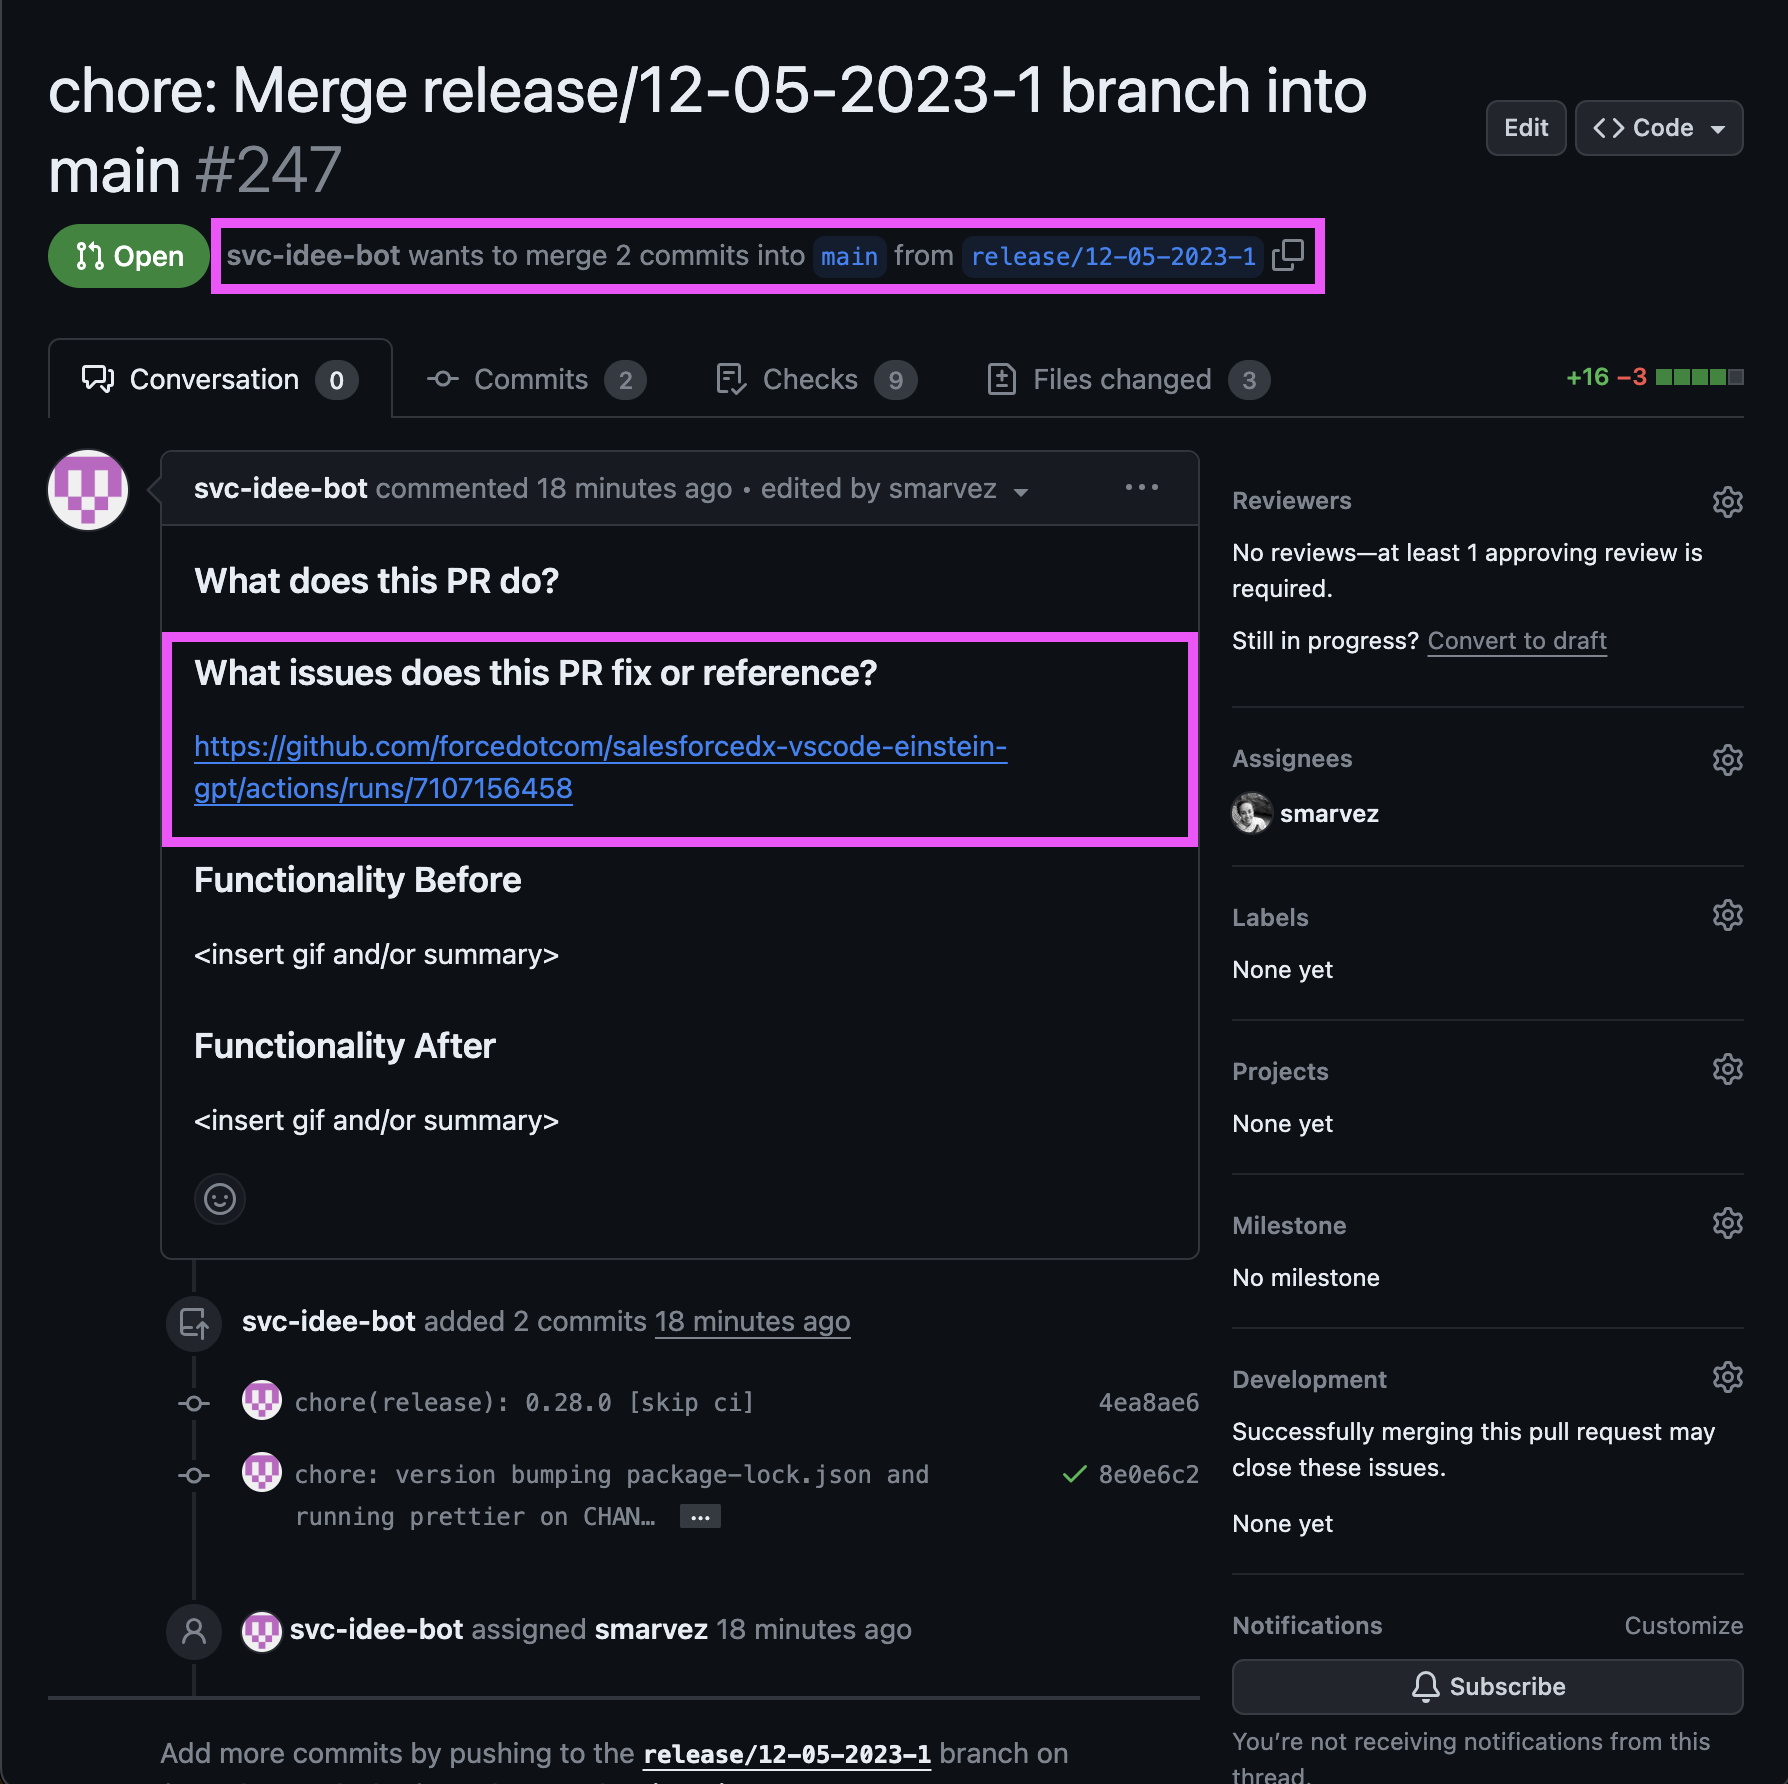 chore: Merge release/12-05-2023-1 branch into
main #247
Edit
Code
Open
svc-idee-bot wants to merge 2 commits into main from release/12-05-2023-1
Conversation 0
Commits 2
Checks 9
Files changed 3
+16 −3
svc-idee-bot commented 18 minutes ago • edited by smarvez
What does this PR do?
What issues does this PR fix or reference?
https://github.com/forcedotcom/salesforcedx-vscode-einstein-
gpt/actions/runs/7107156458
Functionality Before
<insert gif and/or summary>
Functionality After
<insert gif and/or summary>
svc-idee-bot added 2 commits 18 minutes ago
chore(release): 0.28.0 [skip ci] 4ea8ae6
chore: version bumping package-lock.json and 8e0e6c2
running prettier on CHAN… …
svc-idee-bot assigned smarvez 18 minutes ago
Add more commits by pushing to the release/12-05-2023-1 branch on
Reviewers
No reviews—at least 1 approving review is
required.
Still in progress? Convert to draft
Assignees
smarvez
Labels
None yet
Projects
None yet
Milestone
No milestone
Development
Successfully merging this pull request may
close these issues.
None yet
Notifications Customize
Subscribe
You're not receiving notifications from this
thread.